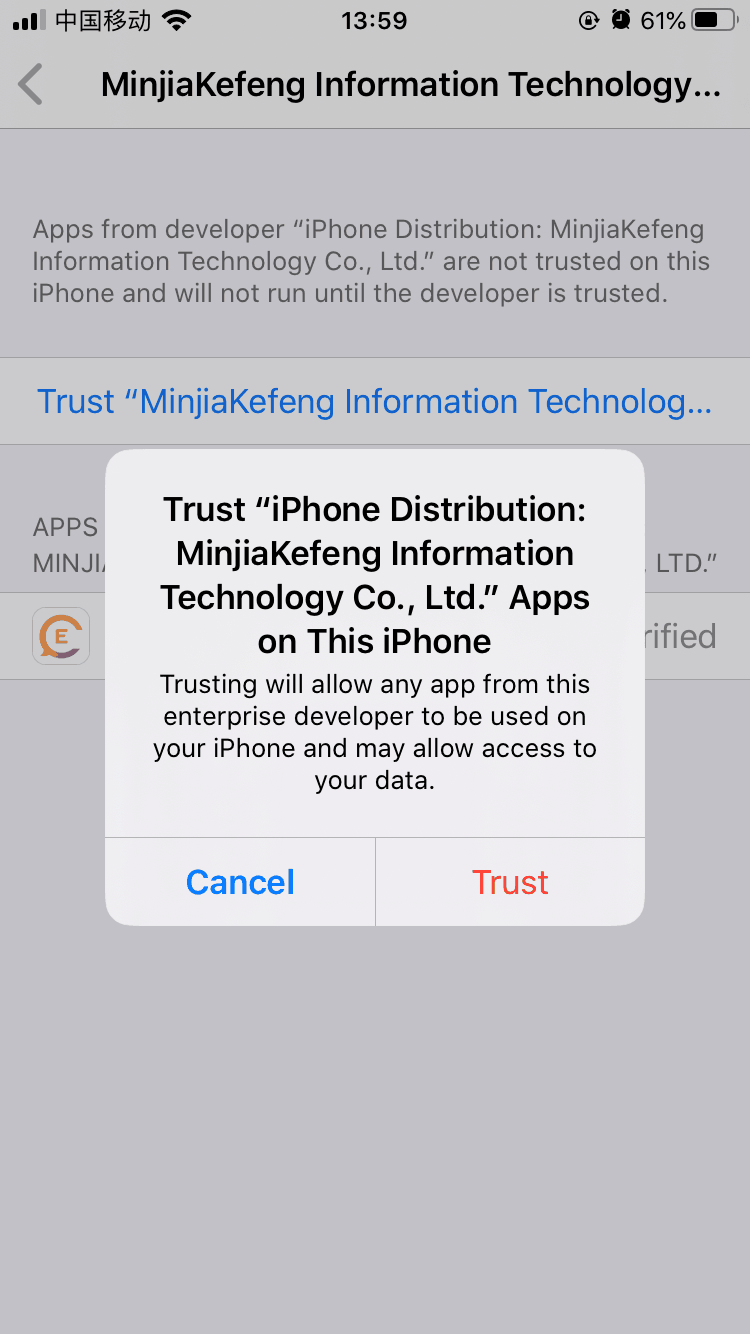 中国移动
13:59
61%
MinjiaKefeng Information Technology...
Apps from developer “iPhone Distribution: MinjiaKefeng
Information Technology Co., Ltd.” are not trusted on this
iPhone and will not run until the developer is trusted.
Trust “MinjiaKefeng Information Technolog...
APPS
LTD.”
E
Trust “iPhone Distribution:
MinjiaKefeng Information
Technology Co., Ltd.” Apps
on This iPhone
Trusting will allow any app from this
enterprise developer to be used on
your iPhone and may allow access to
your data.
Cancel
Trust